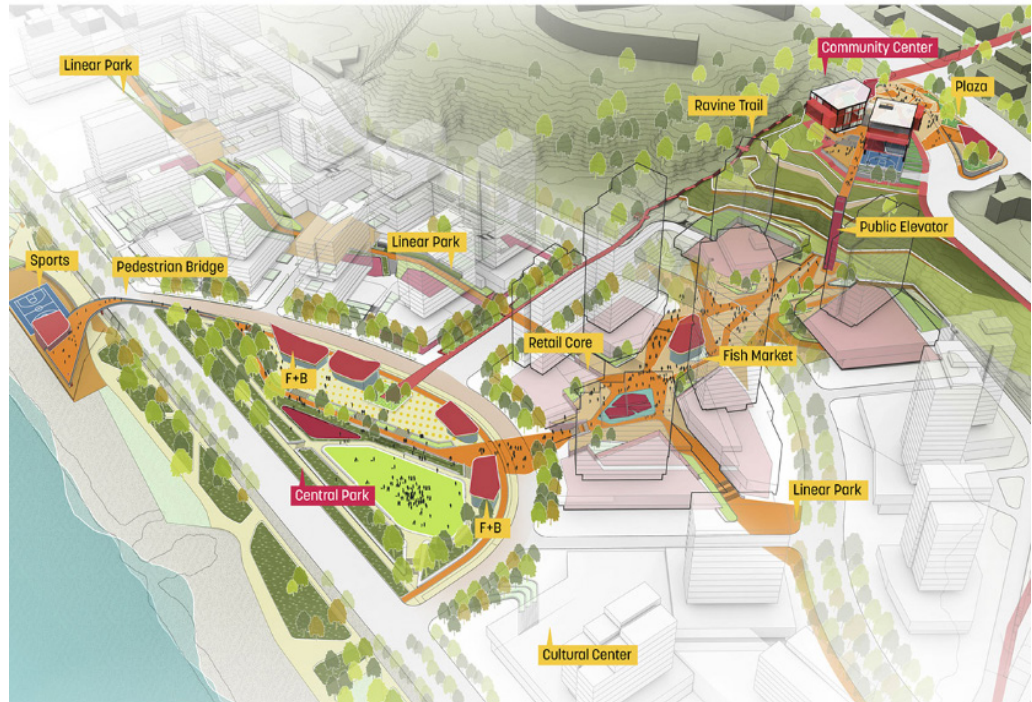 Community Center
Linear Park
Plaza
Ravine Trail
Public Elevator
Linear Park
Sports
Pedestrian Bridge
Retail Core
Fish Market
F+B
Central Park
Linear Park
F+B
Cultural Center